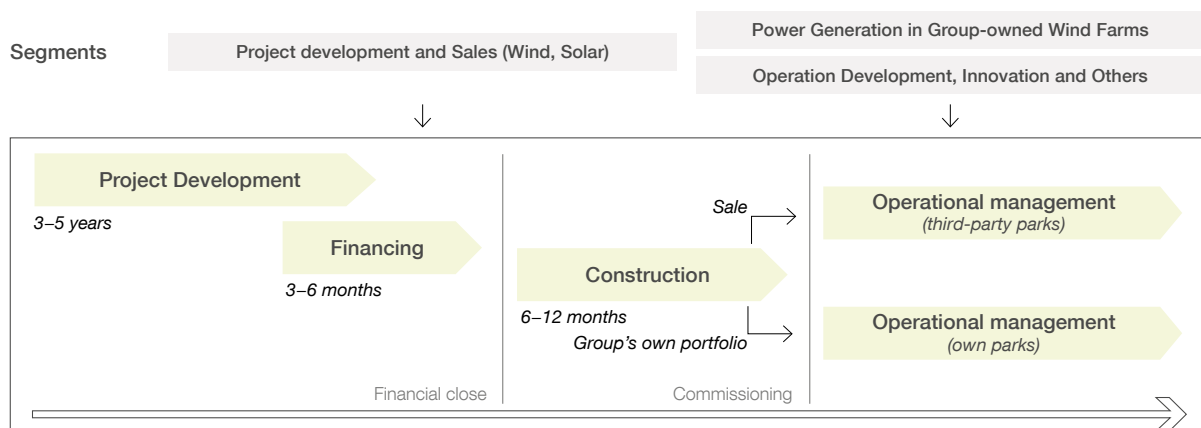 Segments
Project development and Sales (Wind, Solar)
Power Generation in Group-owned Wind Farms
Operation Development, Innovation and Others
Project Development
3–5 years
Financing
3–6 months
Construction
6–12 months
Sale
Group's own portfolio
Operational management
(third-party parks)
Operational management
(own parks)
Financial close
Commissioning